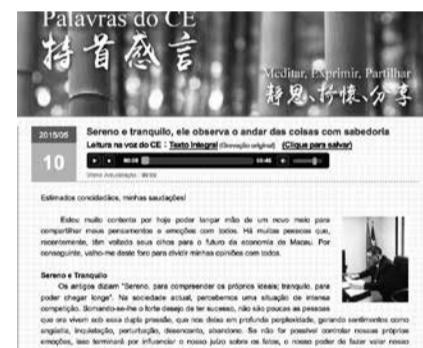 Palavras do CE
特首感言
Meditar, Exprimir, Partilhar
靜思、抒懷、分享
2015/05
10
Sereno e tranquilo, ele observa o andar das coisas com sabedoria
Leitura na voz do CE : Texto Integral (Gravação original) (Clique para salvar)
Estimados concidadãos, minhas saudações!
Estou muito contente por hoje poder lançar mão de um novo meio para
compartilhar meus pensamentos e emoções com todos. Há muitas pessoas que,
recentemente, têm voltado seus olhos para o futuro da economia de Macau. Por
conseguinte, valho-me deste foro para dividir minhas opiniões com todos.
Sereno e Tranquilo
Os antigos diziam "Sereno, para compreender os próprios ideais; tranquilo, para
poder chegar longe". Na sociedade actual, percebemos uma situação de intensa
competição. Somando-se-lhe o forte desejo de ter sucesso, não são poucas as pessoas
que ora vivem sob essa dupla pressão, que nos deixa em profunda perplexidade, gerando sentimentos como
angústia, inquietação, perturbação, desencanto, abandono. Se não for possível controlar nossas próprias
emoções, isso terminará por influenciar o nosso juízo sobre os fatos, o nosso poder de fazer valer nosso